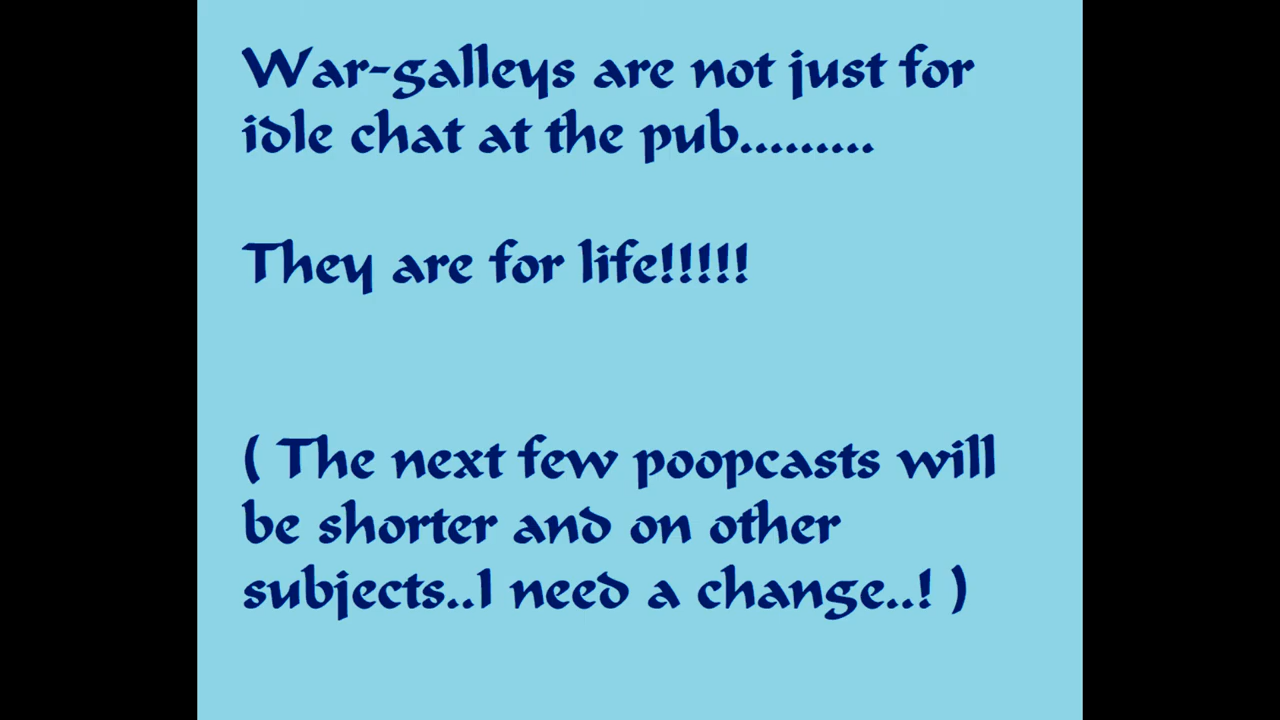 War-galleys are not just for
idle chat at the pub.........
They are for life!!!!!
( The next few poopcasts will
be shorter and on other
subjects..I need a change..! )